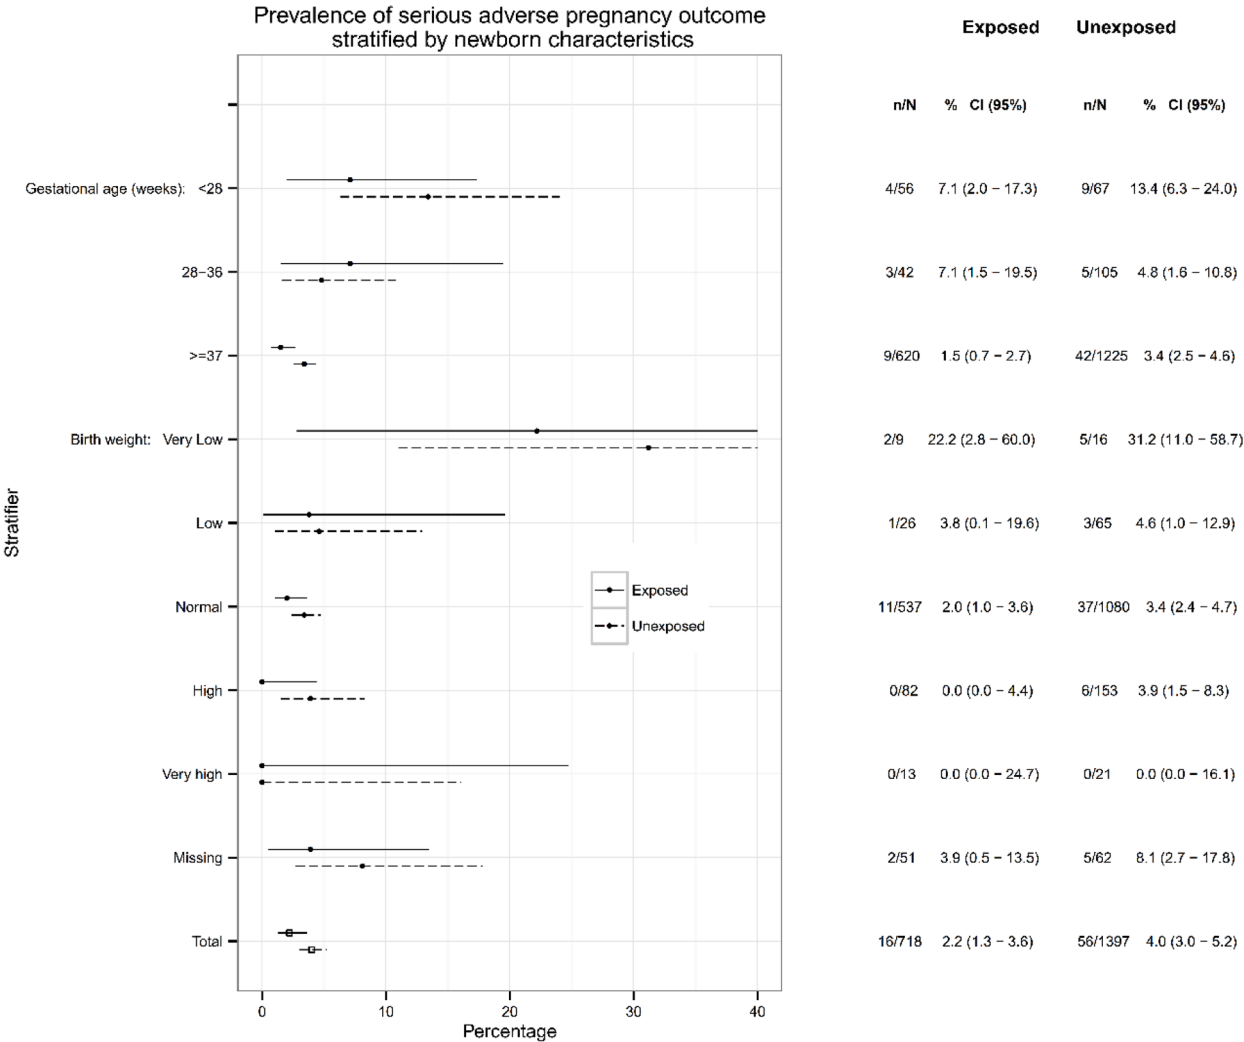 Prevalence of serious adverse pregnancy outcome
stratified by newborn characteristics
Exposed Unexposed
n/N % CI (95%) n/N % CI (95%)
Gestational age (weeks): <28 4/56 7.1 (2.0 − 17.3) 9/67 13.4 (6.3 − 24.0)
28−36 3/42 7.1 (1.5 − 19.5) 5/105 4.8 (1.6 − 10.8)
>=37 9/620 1.5 (0.7 − 2.7) 42/1225 3.4 (2.5 − 4.6)
Birth weight: Very Low 2/9 22.2 (2.8 − 60.0) 5/16 31.2 (11.0 − 58.7)
Low 1/26 3.8 (0.1 − 19.6) 3/65 4.6 (1.0 − 12.9)
Normal 11/537 2.0 (1.0 − 3.6) 37/1080 3.4 (2.4 − 4.7)
High 0/82 0.0 (0.0 − 4.4) 6/153 3.9 (1.5 − 8.3)
Very high 0/13 0.0 (0.0 − 24.7) 0/21 0.0 (0.0 − 16.1)
Missing 2/51 3.9 (0.5 − 13.5) 5/62 8.1 (2.7 − 17.8)
Total 16/718 2.2 (1.3 − 3.6) 56/1397 4.0 (3.0 − 5.2)
Stratifier
Exposed
Unexposed
0 10 20 30 40
Percentage